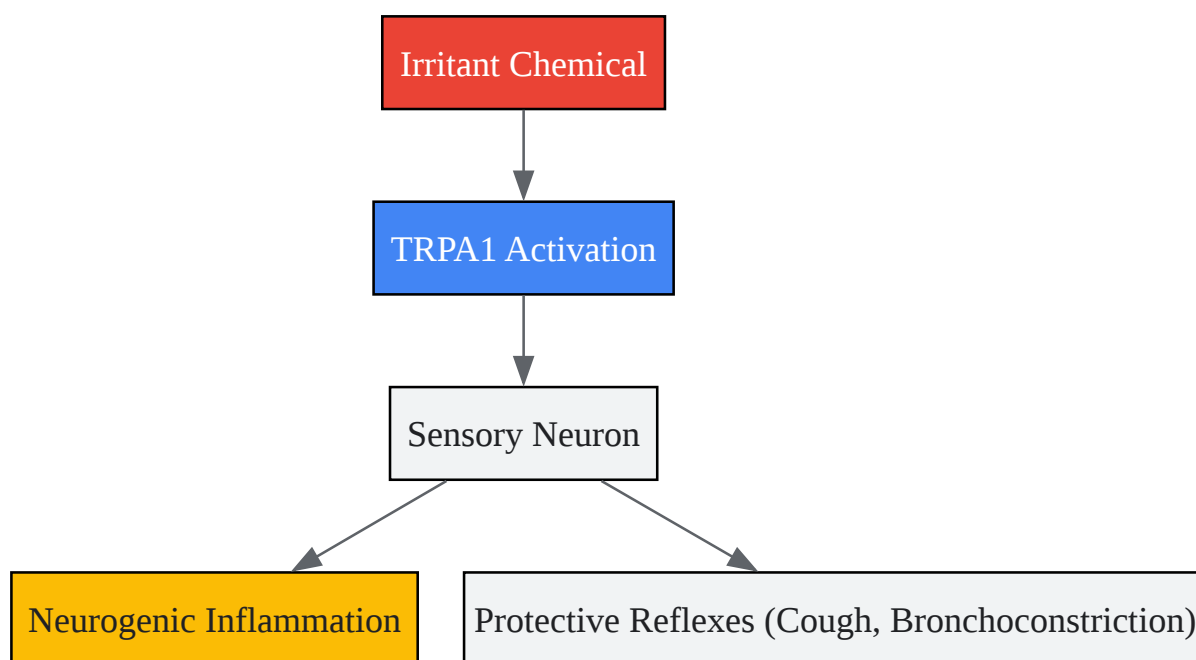 Irritant Chemical
TRPA1 Activation
Sensory Neuron
Neurogenic Inflammation
Protective Reflexes (Cough, Bronchoconstriction)